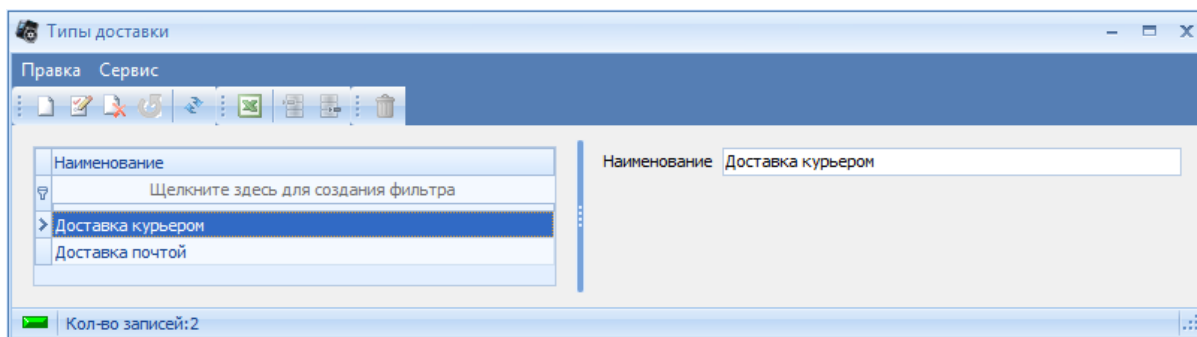 Типы доставки
Правка Сервис
Наименование
Щелкните здесь для создания фильтра
Доставка курьером
Доставка почтой
Наименование Доставка курьером
Кол-во записей:2